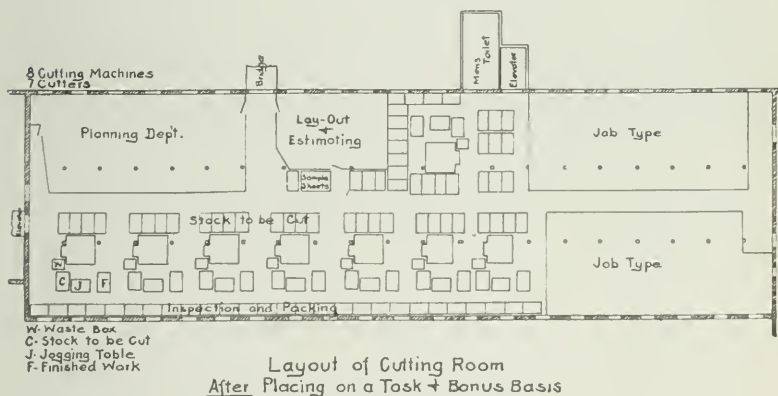 8 Cutting Machines
7 Cutters
Bridge
Mens Toilet
Elevator
Planning Dep't.
Lay-Out
+
Estimating
Sample
Sheets
Job Type
Stock to be Cut
W
C
J
F
Job Type
Inspection and Packing
W- Waste Box
C- Stock to be Cut
J- Jogging Table
F- Finished Work
Layout of Cutting Room
After Placing on a Task + Bonus Basis